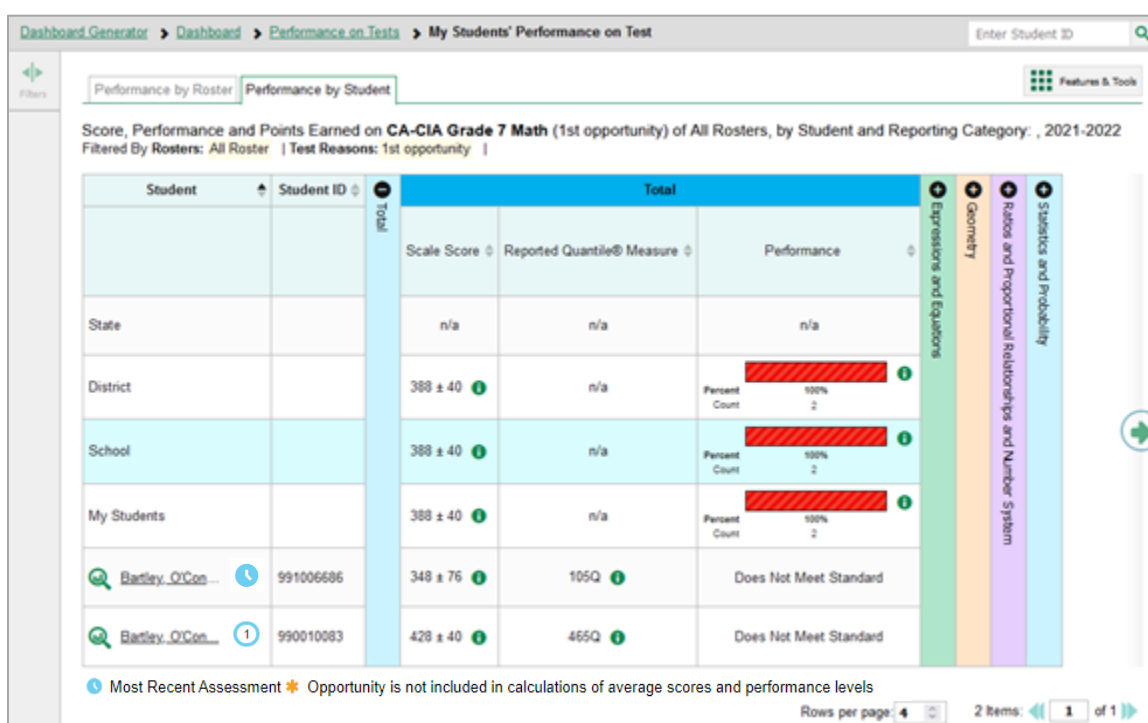 Dashboard Generator > Dashboard > Performance on Tests > My Students' Performance on Test
Enter Student ID
Filters
Performance by Roster
Performance by Student
Features & Tools
Score, Performance and Points Earned on CA-CIA Grade 7 Math (1st opportunity) of All Rosters, by Student and Reporting Category: , 2021-2022
Filtered By Rosters: All Roster | Test Reasons: 1st opportunity |
Student
Student ID
Total
Total
Scale Score
Reported Quantile® Measure
Performance
Expressions and Equations
Geometry
Ratios and Proportional Relationships and Number System
Statistics and Probability
State n/a n/a n/a
District 388 ± 40 n/a
Percent 100%
Count 2
School 388 ± 40 n/a
Percent 100%
Count 2
My Students 388 ± 40 n/a
Percent 100%
Count 2
Bartley, O'Con... 991006686 348 ± 76 105Q Does Not Meet Standard
Bartley, O'Con... 1 990010083 428 ± 40 465Q Does Not Meet Standard
Most Recent Assessment ✱ Opportunity is not included in calculations of average scores and performance levels
Rows per page: 4 2 Items: 1 of 1